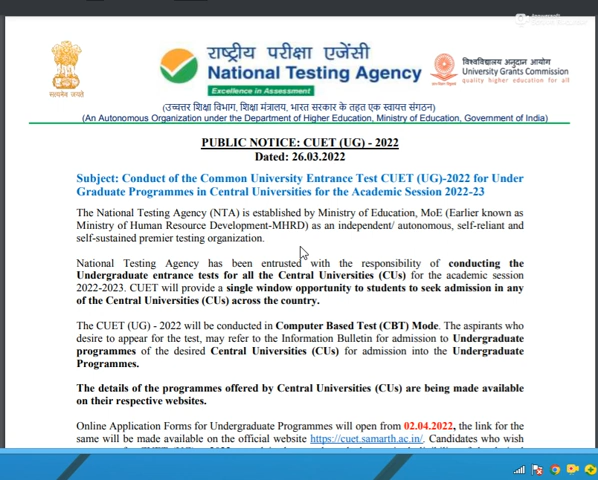 राष्ट्रीय परीक्षा एजेंसी
National Testing Agency
Excellence in Assessment
सत्यमेव जयते
विश्वविद्यालय अनुदान आयोग
University Grants Commission
quality higher education for all
(उच्चतर शिक्षा विभाग, शिक्षा मंत्रालय, भारत सरकार के तहत एक स्वायत्त संगठन)
(An Autonomous Organization under the Department of Higher Education, Ministry of Education, Government of India)
PUBLIC NOTICE: CUET (UG) - 2022
Dated: 26.03.2022
Subject: Conduct of the Common University Entrance Test CUET (UG)-2022 for Under
Graduate Programmes in Central Universities for the Academic Session 2022-23
The National Testing Agency (NTA) is established by Ministry of Education, MoE (Earlier known as
Ministry of Human Resource Development-MHRD) as an independent/ autonomous, self-reliant and
self-sustained premier testing organization.
National Testing Agency has been entrusted with the responsibility of conducting the
Undergraduate entrance tests for all the Central Universities (CUs) for the academic session
2022-2023. CUET will provide a single window opportunity to students to seek admission in any
of the Central Universities (CUs) across the country.
The CUET (UG) - 2022 will be conducted in Computer Based Test (CBT) Mode. The aspirants who
desire to appear for the test, may refer to the Information Bulletin for admission to Undergraduate
programmes of the desired Central Universities (CUs) for admission into the Undergraduate
Programmes.
The details of the programmes offered by Central Universities (CUs) are being made available
on their respective websites.
Online Application Forms for Undergraduate Programmes will open from 02.04.2022, the link for
the same will be made available on the official website https://cuet.samarth.ac.in/. Candidates who wish